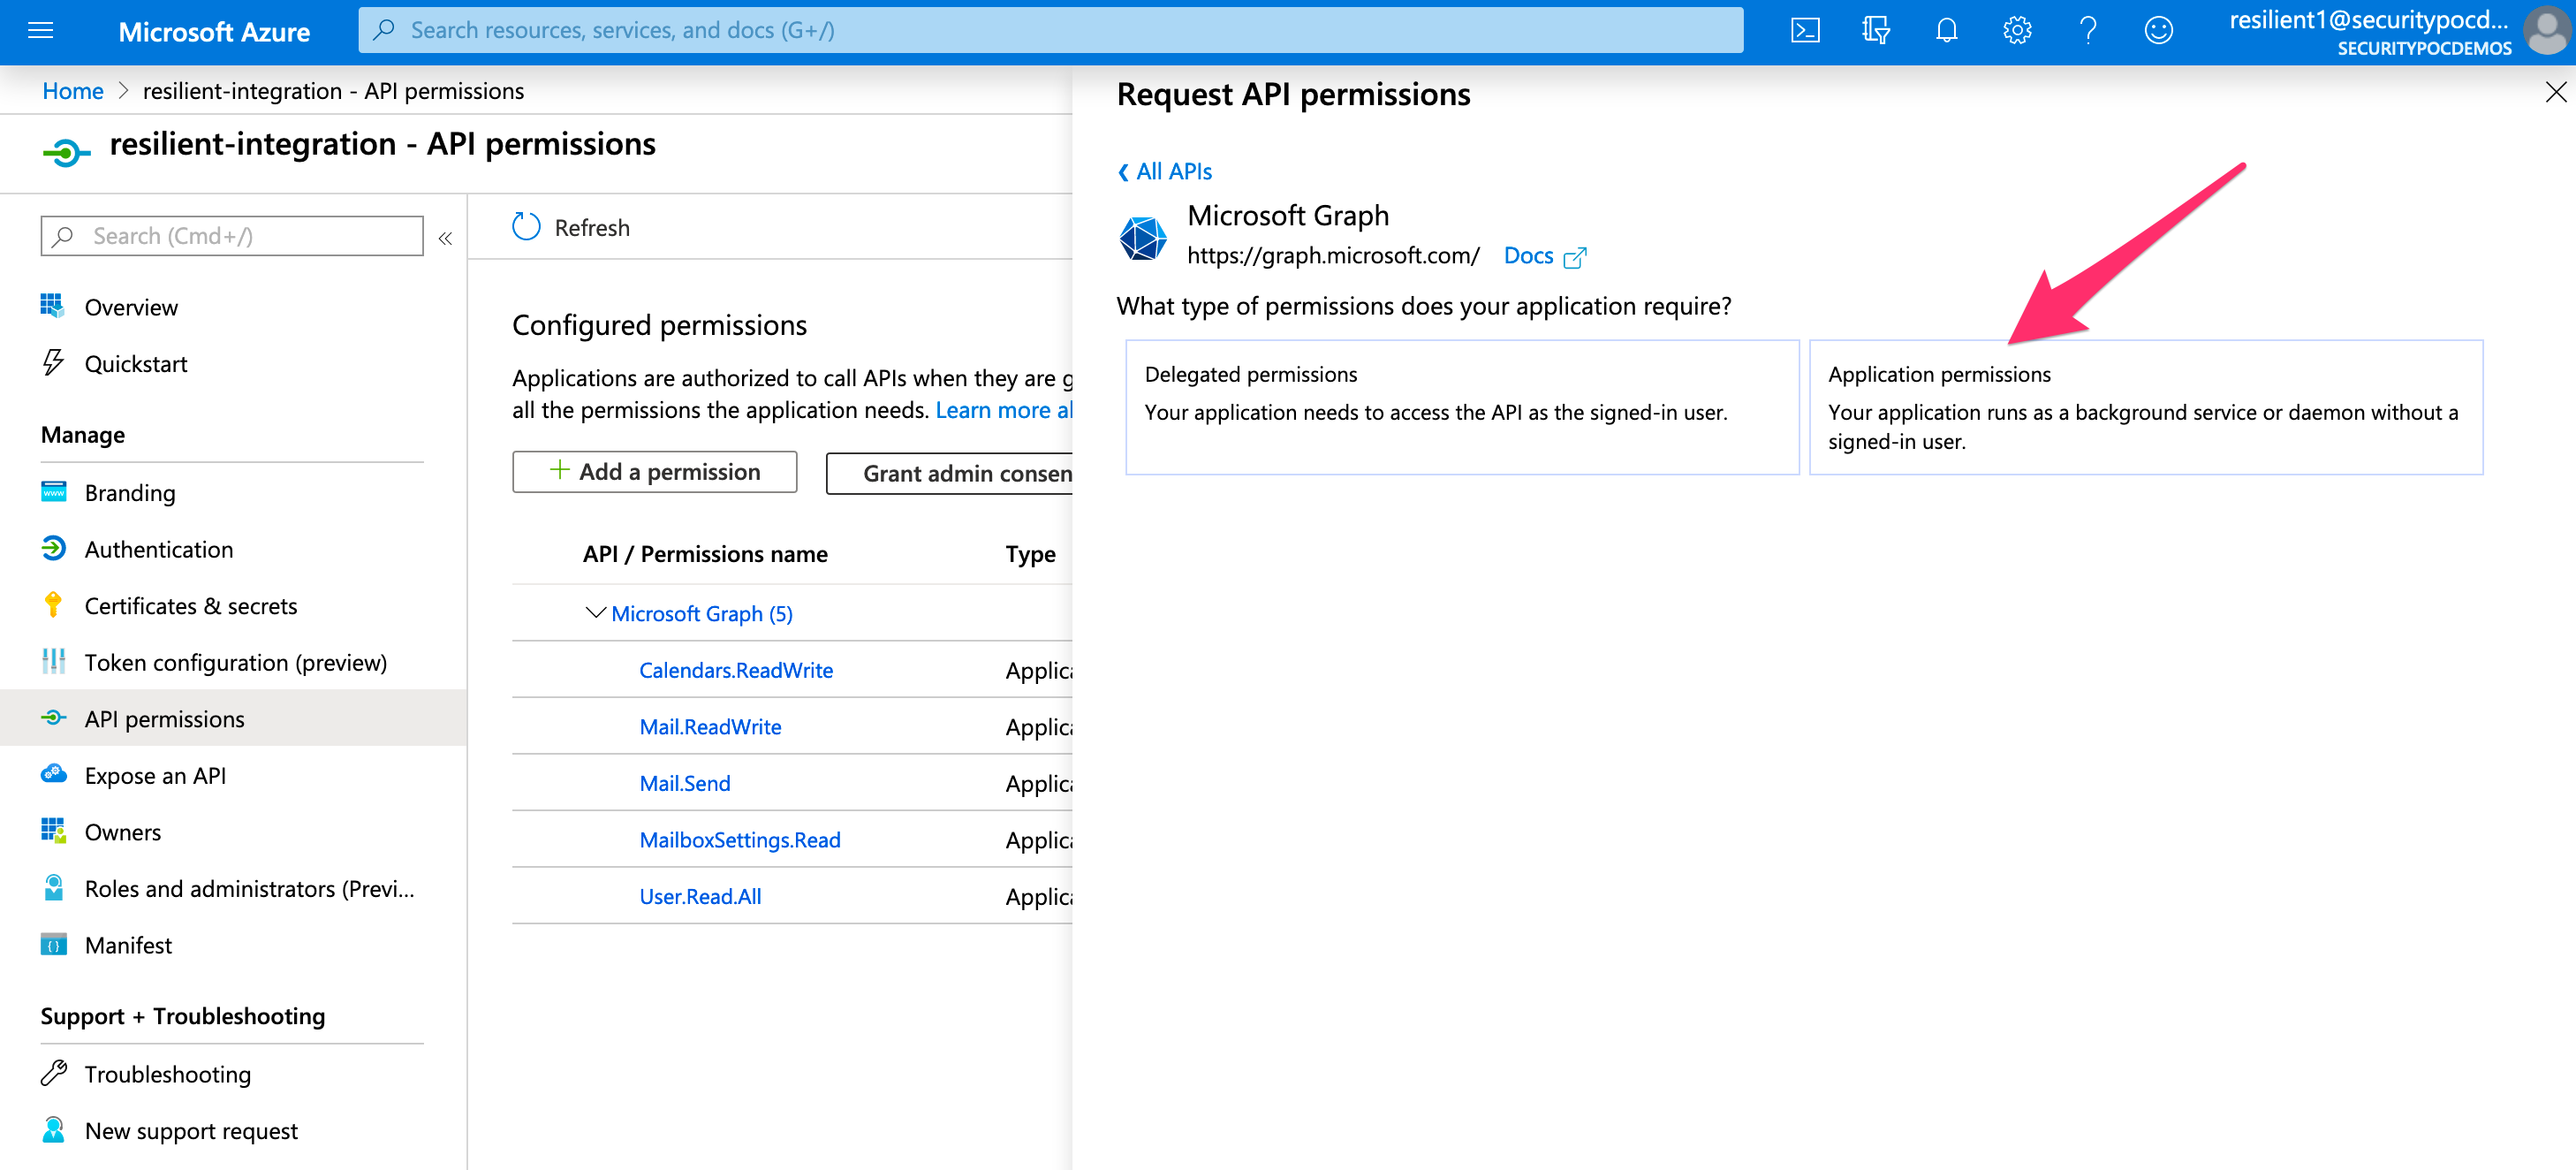 Microsoft Azure
Search resources, services, and docs (G+/)
resilient1@securitypocd...
SECURITYPOCDEMOS
Home > resilient-integration - API permissions
resilient-integration - API permissions
Search (Cmd+/)
«
Overview
Quickstart
Manage
Branding
Authentication
Certificates & secrets
Token configuration (preview)
API permissions
Expose an API
Owners
Roles and administrators (Previ...
Manifest
Support + Troubleshooting
Troubleshooting
New support request
Refresh
Configured permissions
Applications are authorized to call APIs when they are g
all the permissions the application needs. Learn more a
+ Add a permission
Grant admin consen
API / Permissions name Type
Microsoft Graph (5)
Calendars.ReadWrite Applica
Mail.ReadWrite Applica
Mail.Send Applica
MailboxSettings.Read Applica
User.Read.All Applica
Request API permissions
All APIs
Microsoft Graph
https://graph.microsoft.com/ Docs
What type of permissions does your application require?
Delegated permissions
Your application needs to access the API as the signed-in user.
Application permissions
Your application runs as a background service or daemon without a
signed-in user.